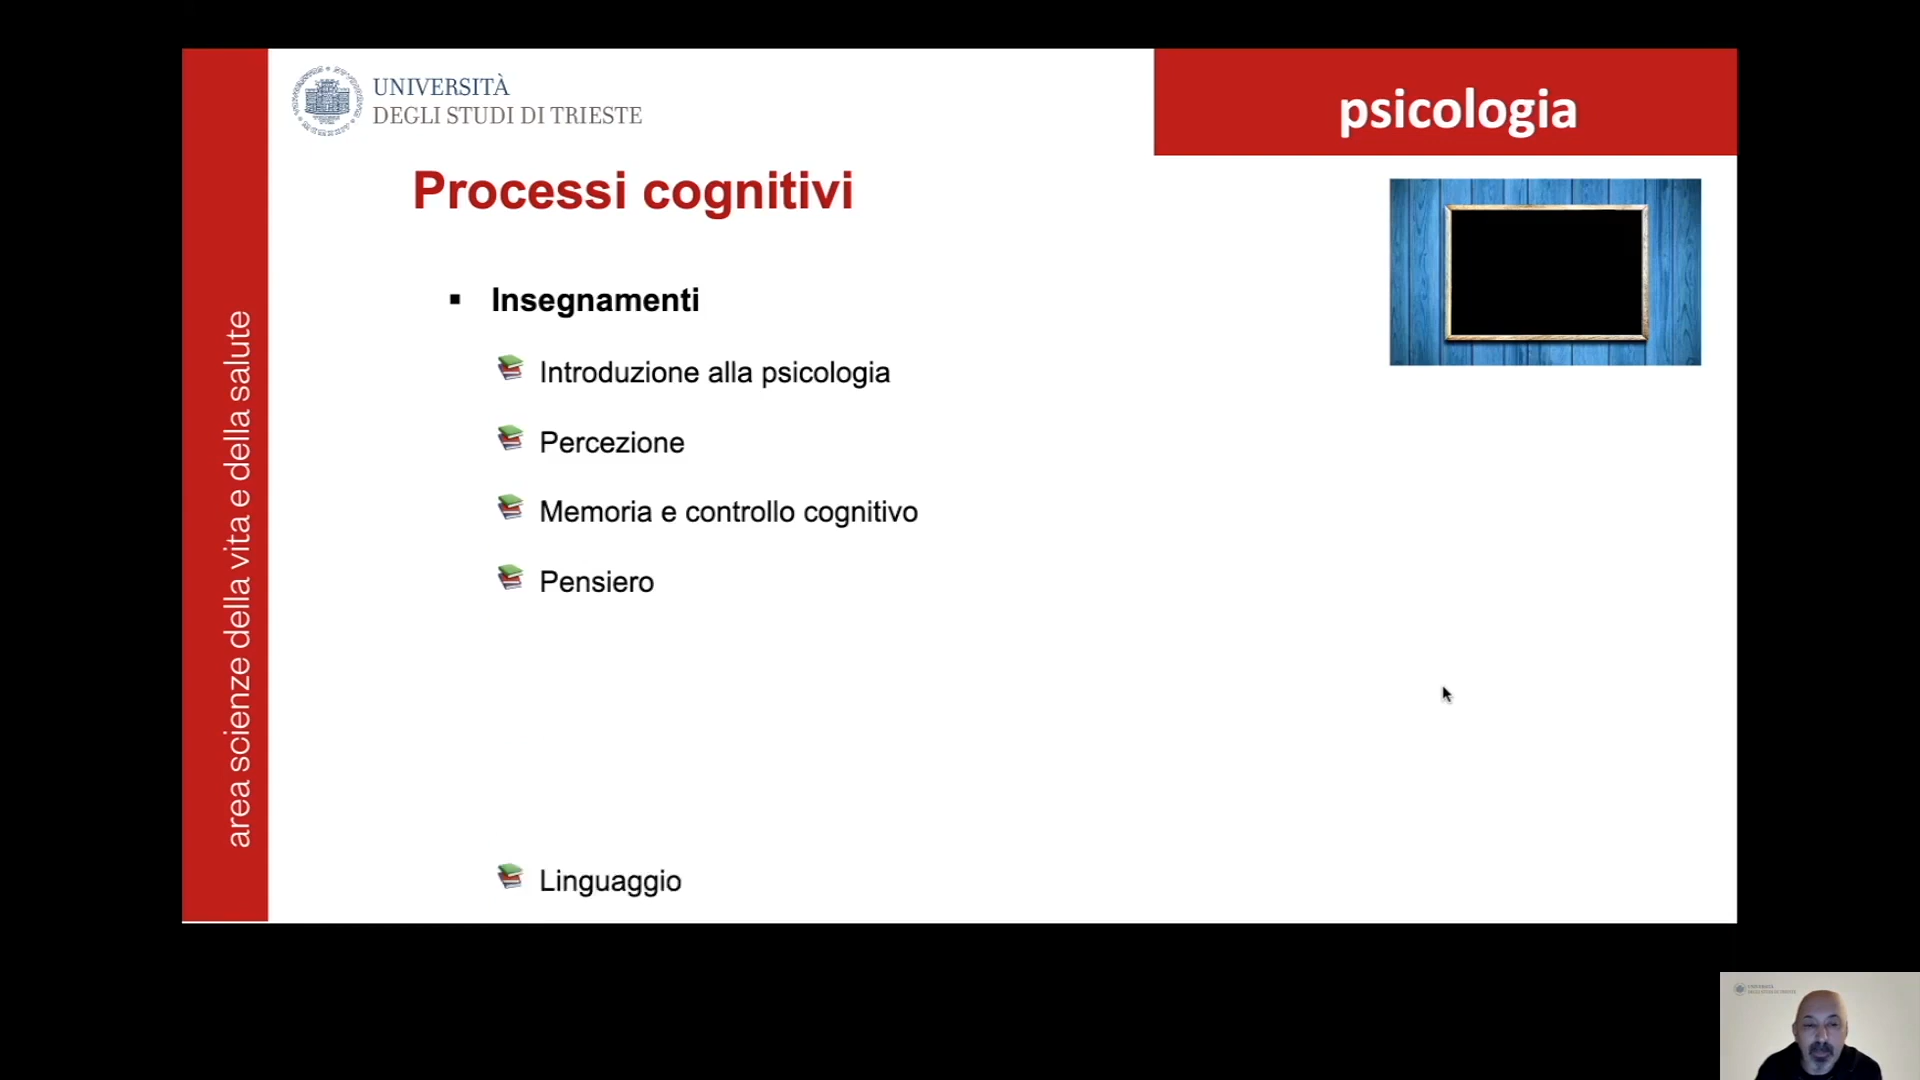 UNIVERSITÀ
DEGLI STUDI DI TRIESTE
psicologia
Processi cognitivi
Insegnamenti
Introduzione alla psicologia
Percezione
Memoria e controllo cognitivo
Pensiero
Linguaggio
area scienze della vita e della salute